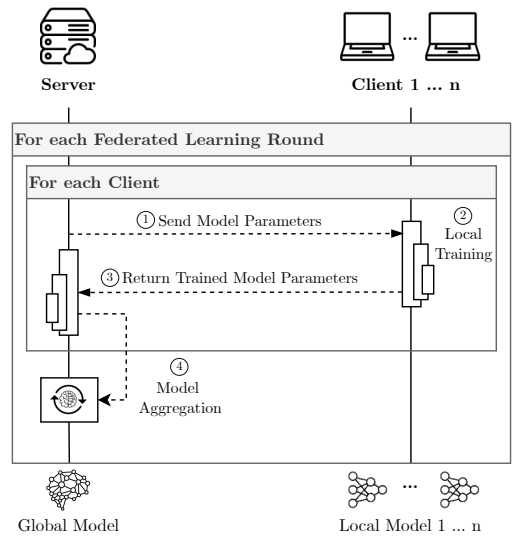 ...
Server
Client 1 ... n
For each Federated Learning Round
For each Client
1 Send Model Parameters
2
Local
Training
3 Return Trained Model Parameters
4
Model
Aggregation
...
Global Model
Local Model 1 ... n